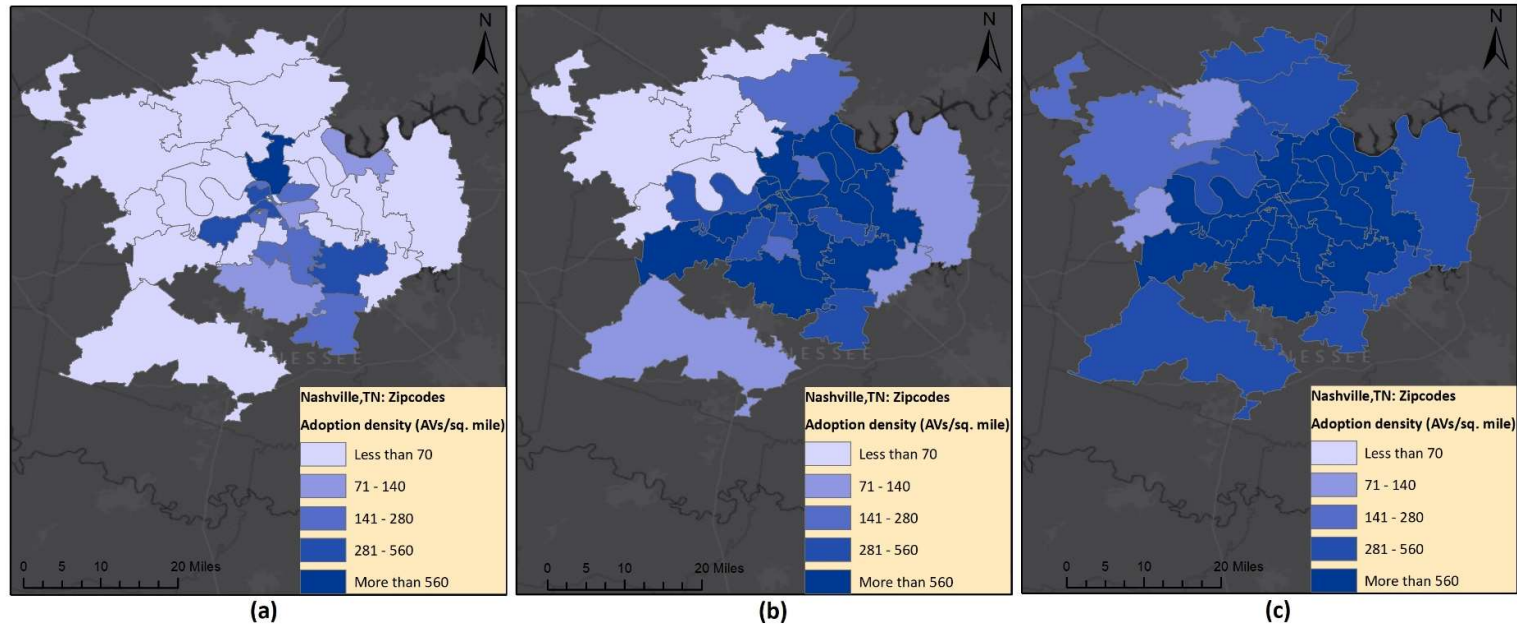 N
NESSEE
Nashville,TN: Zipcodes
Adoption density (AVs/sq. mile)
Less than 70
71 - 140
141 - 280
281 - 560
More than 560
0 5 10 20 Miles
(a)
N
NESSEE
Nashville,TN: Zipcodes
Adoption density (AVs/sq. mile)
Less than 70
71 - 140
141 - 280
281 - 560
More than 560
0 5 10 20 Miles
(b)
N
NESSEE
Nashville,TN: Zipcodes
Adoption density (AVs/sq. mile)
Less than 70
71 - 140
141 - 280
281 - 560
More than 560
0 5 10 20 Miles
(c)